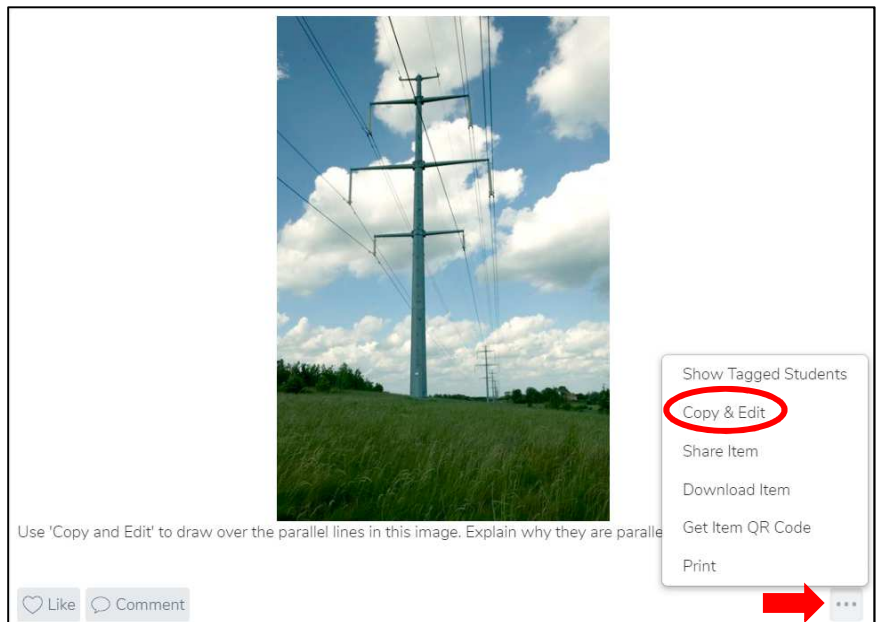 Show Tagged Students
Copy & Edit
Share Item
Download Item
Get Item QR Code
Print
Use 'Copy and Edit' to draw over the parallel lines in this image. Explain why they are paralle
Like
Comment